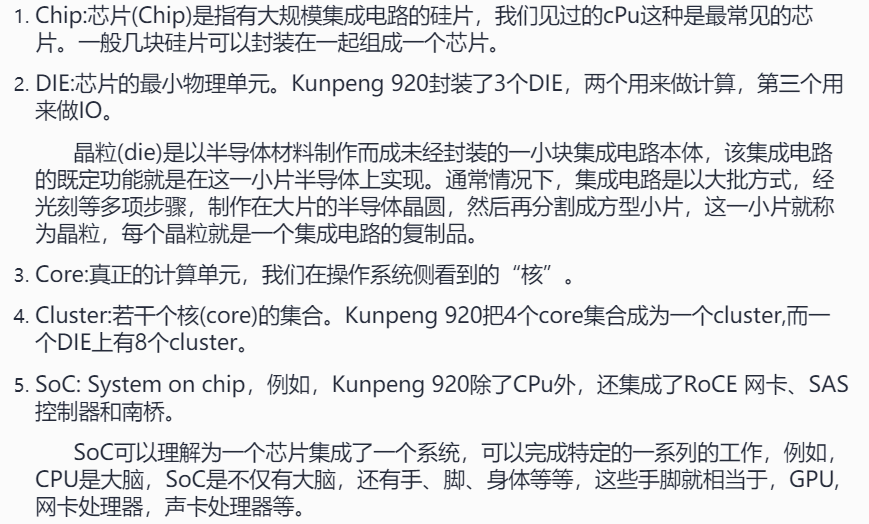 1. Chip:芯片(Chip)是指有大规模集成电路的硅片，我们见过的cPu这种是最常见的芯
片。一般几块硅片可以封装在一起组成一个芯片。
2. DIE:芯片的最小物理单元。Kunpeng 920封装了3个DIE，两个用来做计算，第三个用
来做IO。
晶粒(die)是以半导体材料制作而成未经封装的一小块集成电路本体，该集成电路
的既定功能就是在这一小片半导体上实现。通常情况下，集成电路是以大批方式，经
光刻等多项步骤，制作在大片的半导体晶圆，然后再分割成方型小片，这一小片就称
为晶粒，每个晶粒就是一个集成电路的复制品。
3. Core:真正的计算单元，我们在操作系统侧看到的“核”。
4. Cluster:若干个核(core)的集合。Kunpeng 920把4个core集合成为一个cluster,而一
个DIE上有8个cluster。
5. SoC: System on chip，例如，Kunpeng 920除了CPu外，还集成了RoCE 网卡、SAS
控制器和南桥。
SoC可以理解为一个芯片集成了一个系统，可以完成特定的一系列的工作，例如，
CPU是大脑，SoC是不仅有大脑，还有手、脚、身体等等，这些手脚就相当于，GPU,
网卡处理器，声卡处理器等。